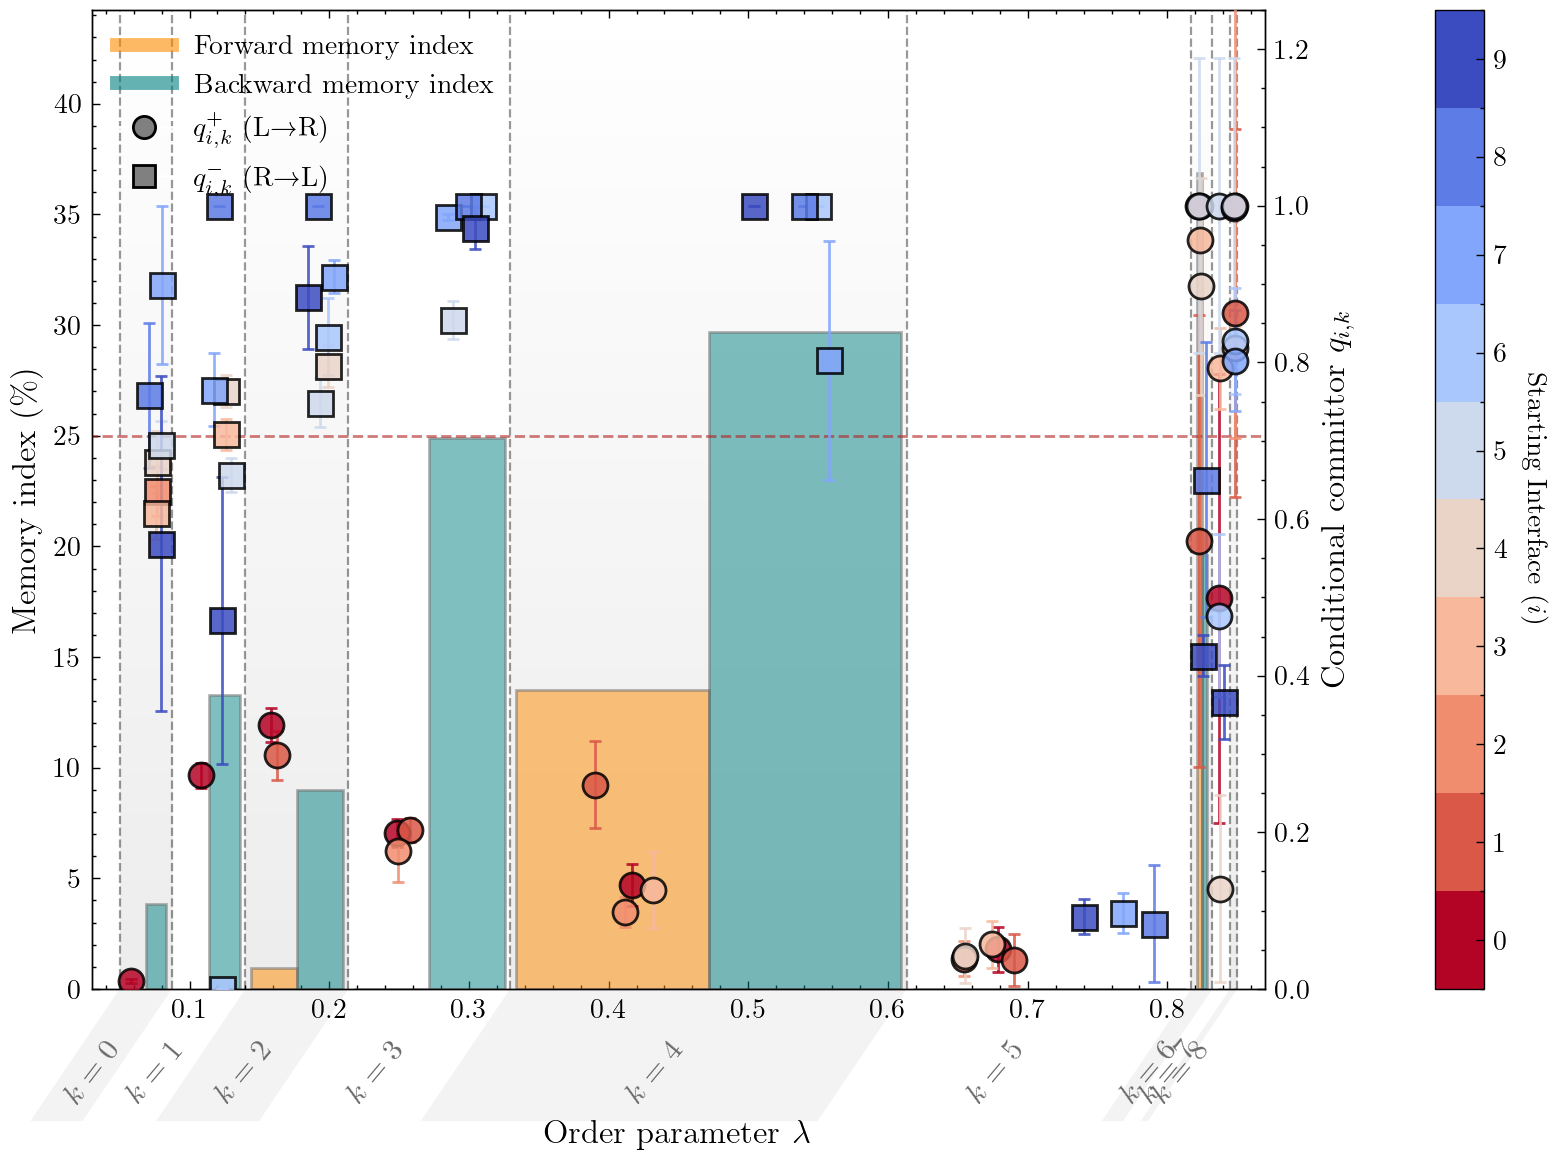 Forward memory index
Backward memory index
q⁺ᵢ,ₖ (L→R)
q⁻ᵢ,ₖ (R→L)
Memory index (%)
0
5
10
15
20
25
30
35
40
0.1
0.2
0.3
0.4
0.5
0.6
0.7
0.8
k = 0
k = 1
k = 2
k = 3
k = 4
k = 5
k = 6
k = 7
k = 8
Order parameter λ
0.0
0.2
0.4
0.6
0.8
1.0
1.2
Conditional committor qᵢ,ₖ
9
8
7
6
5
4
3
2
1
0
Starting Interface (i)